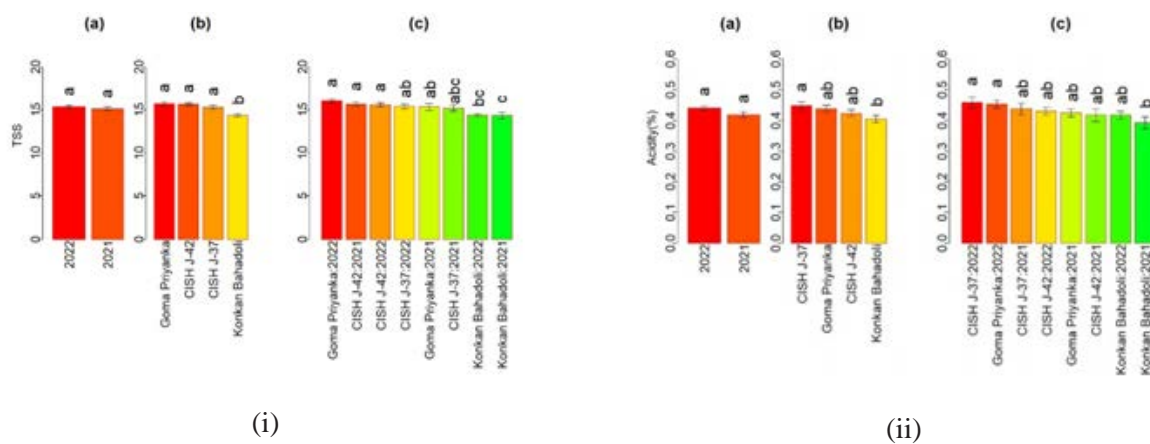 (a)
(b)
(c)
TSS
0 5 10 15 20
a a
2022
2021
0 5 10 15 20
a a a b
Goma Priyanka
CISH J-42
CISH J-37
Konkan Bahadoli
0 5 10 15 20
a a a ab ab abc bc c
Goma Priyanka:2022
CISH J-42:2021
CISH J-42:2022
CISH J-37:2022
Goma Priyanka:2021
CISH J-37:2021
Konkan Bahadoli:2022
Konkan Bahadoli:2021
(i)
(a)
(b)
(c)
Acidity(%)
0.0 0.1 0.2 0.3 0.4 0.5 0.6
a a
2022
2021
0.0 0.1 0.2 0.3 0.4 0.5 0.6
a ab ab b
CISH J-37
Goma Priyanka
CISH J-42
Konkan Bahadoli
0.0 0.1 0.2 0.3 0.4 0.5 0.6
a a ab ab ab ab ab b
CISH J-37:2022
Goma Priyanka:2022
CISH J-37:2021
CISH J-42:2022
Goma Priyanka:2021
CISH J-42:2021
Konkan Bahadoli:2022
Konkan Bahadoli:2021
(ii)